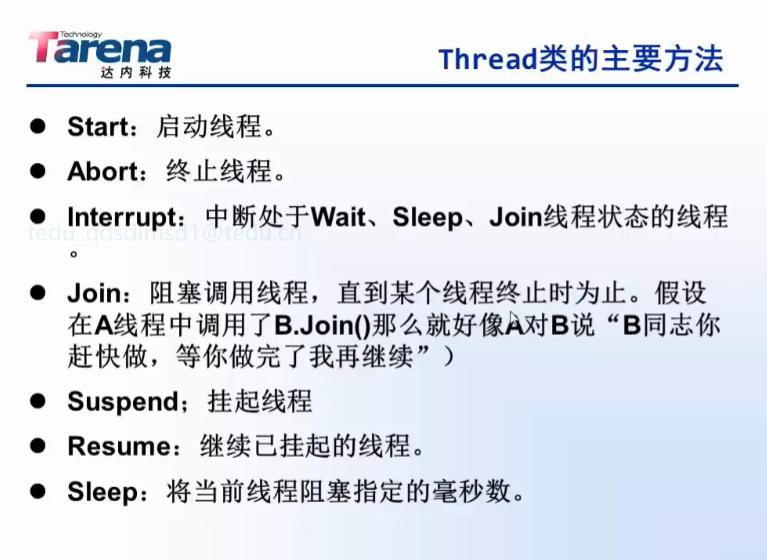 Technology
Tarena
达内科技
Thread类的主要方法
● Start：启动线程。
● Abort：终止线程。
● Interrupt：中断处于Wait、Sleep、Join线程状态的线程
。
● Join：阻塞调用线程，直到某个线程终止时为止。假设
在A线程中调用了B.Join()那么就好像A对B说“B同志你
赶快做，等你做完了我再继续”）
● Suspend；挂起线程
● Resume：继续已挂起的线程。
● Sleep：将当前线程阻塞指定的毫秒数。